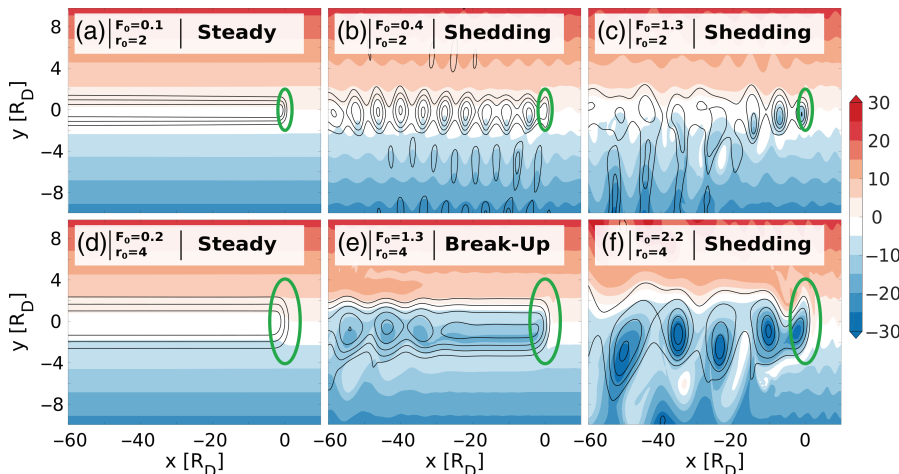 (a) F₀=0.1 r₀=2 Steady
(b) F₀=0.4 r₀=2 Shedding
(c) F₀=1.3 r₀=2 Shedding
8
4
0
−4
−8
y [R_D]
30
20
10
0
−10
−20
−30
(d) F₀=0.2 r₀=4 Steady
(e) F₀=1.3 r₀=4 Break-Up
(f) F₀=2.2 r₀=4 Shedding
8
4
0
−4
−8
y [R_D]
−60 −40 −20 0
−60 −40 −20 0
−60 −40 −20 0
x [R_D]
x [R_D]
x [R_D]